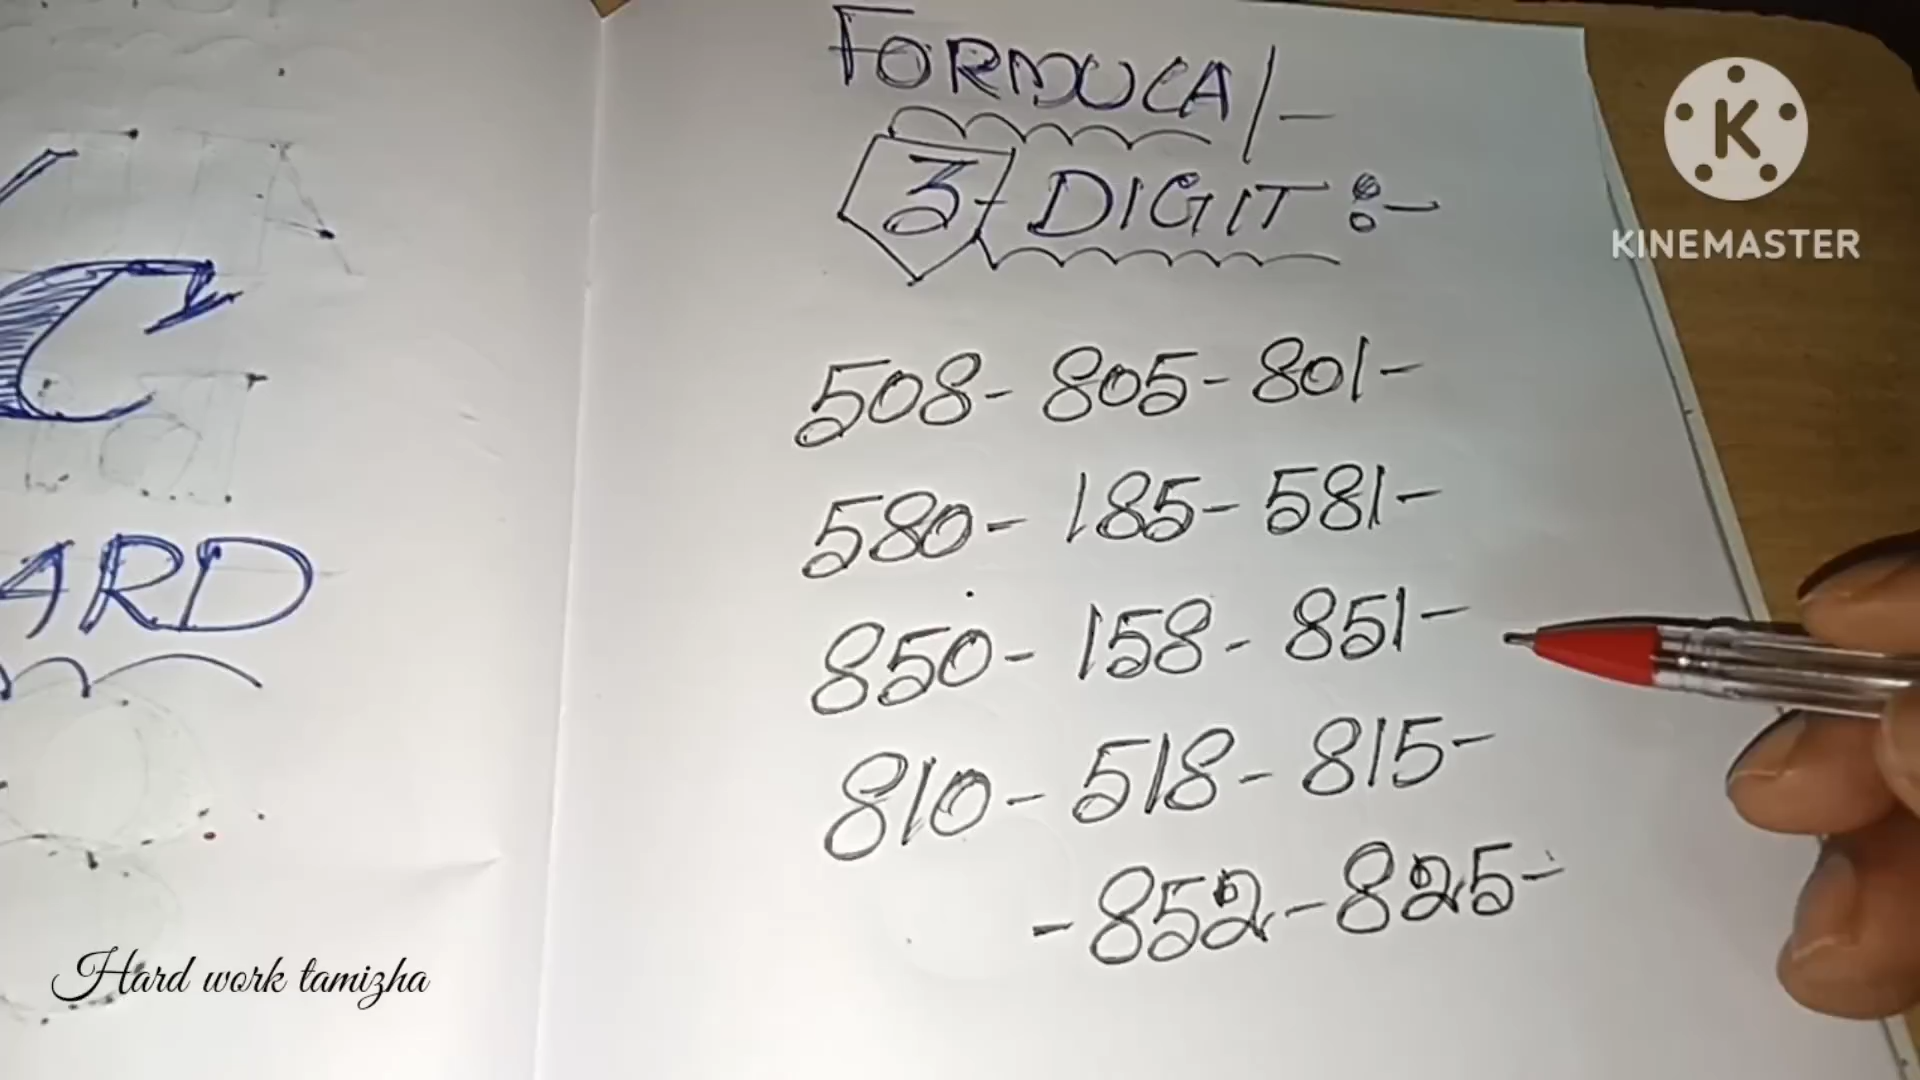 FORMULA/-
3- DIGIT :-
508- 805- 801-
580- 185- 581-
850- 158- 851-
810- 518- 815-
-852-825-
ARD
K
KINEMASTER
Hard work tamizha